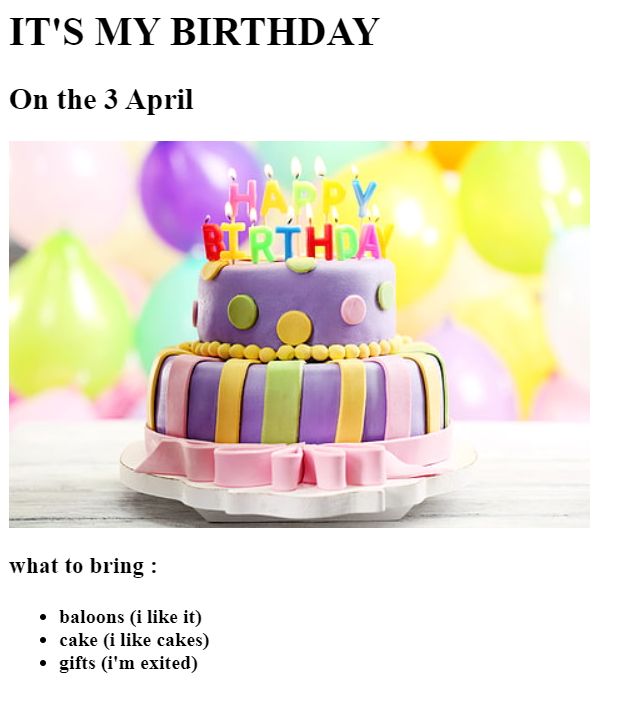 IT'S MY BIRTHDAY
On the 3 April
HAPPY
BIRTHDAY
what to bring :
baloons (i like it)
cake (i like cakes)
gifts (i'm exited)